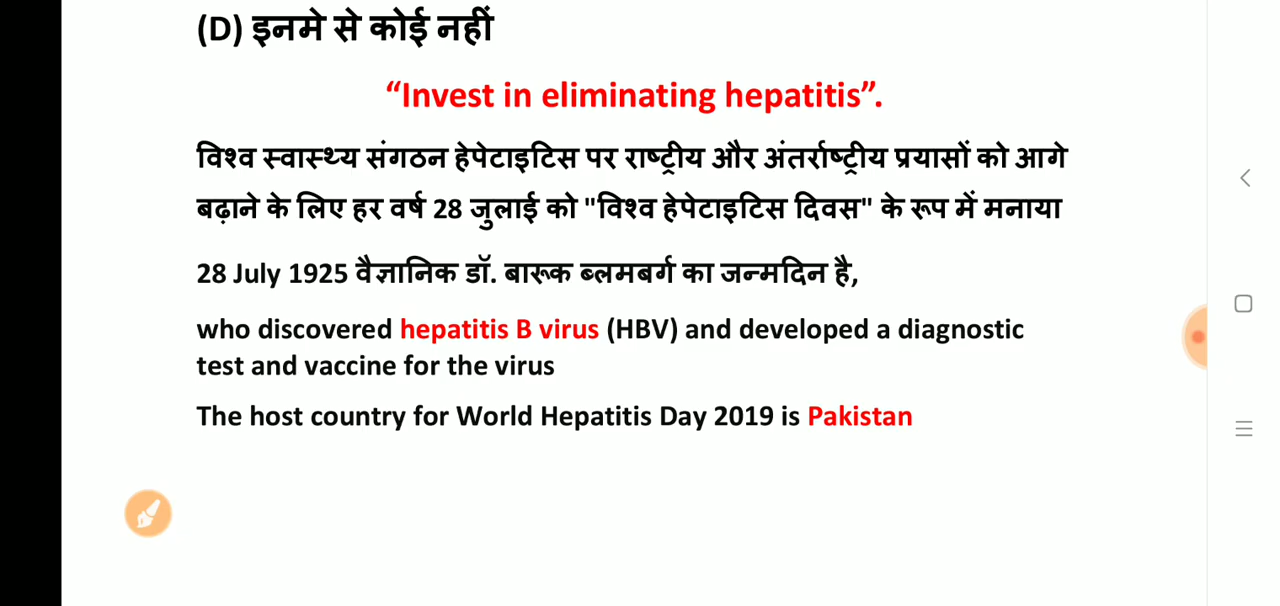 (D) इनमे से कोई नहीं
“Invest in eliminating hepatitis”.
विश्व स्वास्थ्य संगठन हेपेटाइटिस पर राष्ट्रीय और अंतर्राष्ट्रीय प्रयासों को आगे
बढ़ाने के लिए हर वर्ष 28 जुलाई को "विश्व हेपेटाइटिस दिवस" के रूप में मनाया
28 July 1925 वैज्ञानिक डॉ. बारूक ब्लमबर्ग का जन्मदिन है,
who discovered hepatitis B virus (HBV) and developed a diagnostic
test and vaccine for the virus
The host country for World Hepatitis Day 2019 is Pakistan